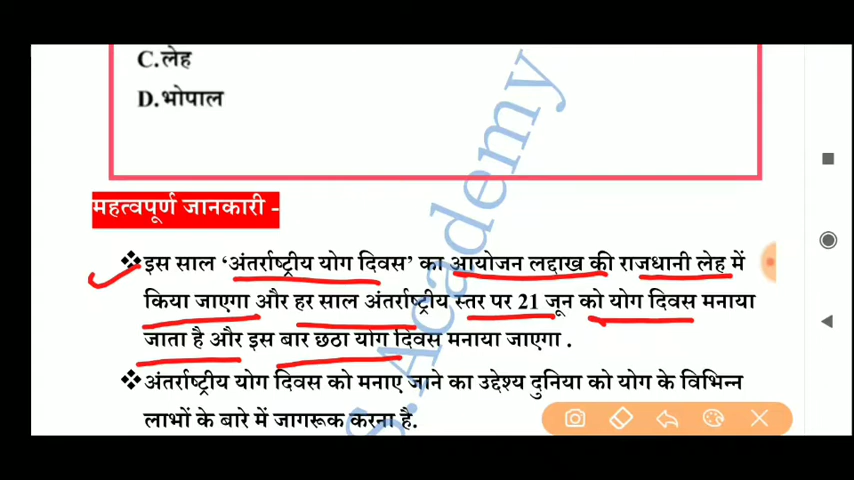 C.लेह
D.भोपाल
महत्वपूर्ण जानकारी -
❖ इस साल ‘अंतर्राष्ट्रीय योग दिवस’ का आयोजन लद्दाख की राजधानी लेह में
किया जाएगा और हर साल अंतर्राष्ट्रीय स्तर पर 21 जून को योग दिवस मनाया
जाता है और इस बार छठा योग दिवस मनाया जाएगा .
❖ अंतर्राष्ट्रीय योग दिवस को मनाए जाने का उद्देश्य दुनिया को योग के विभिन्न
लाभों के बारे में जागरूक करना है.
S.Academy